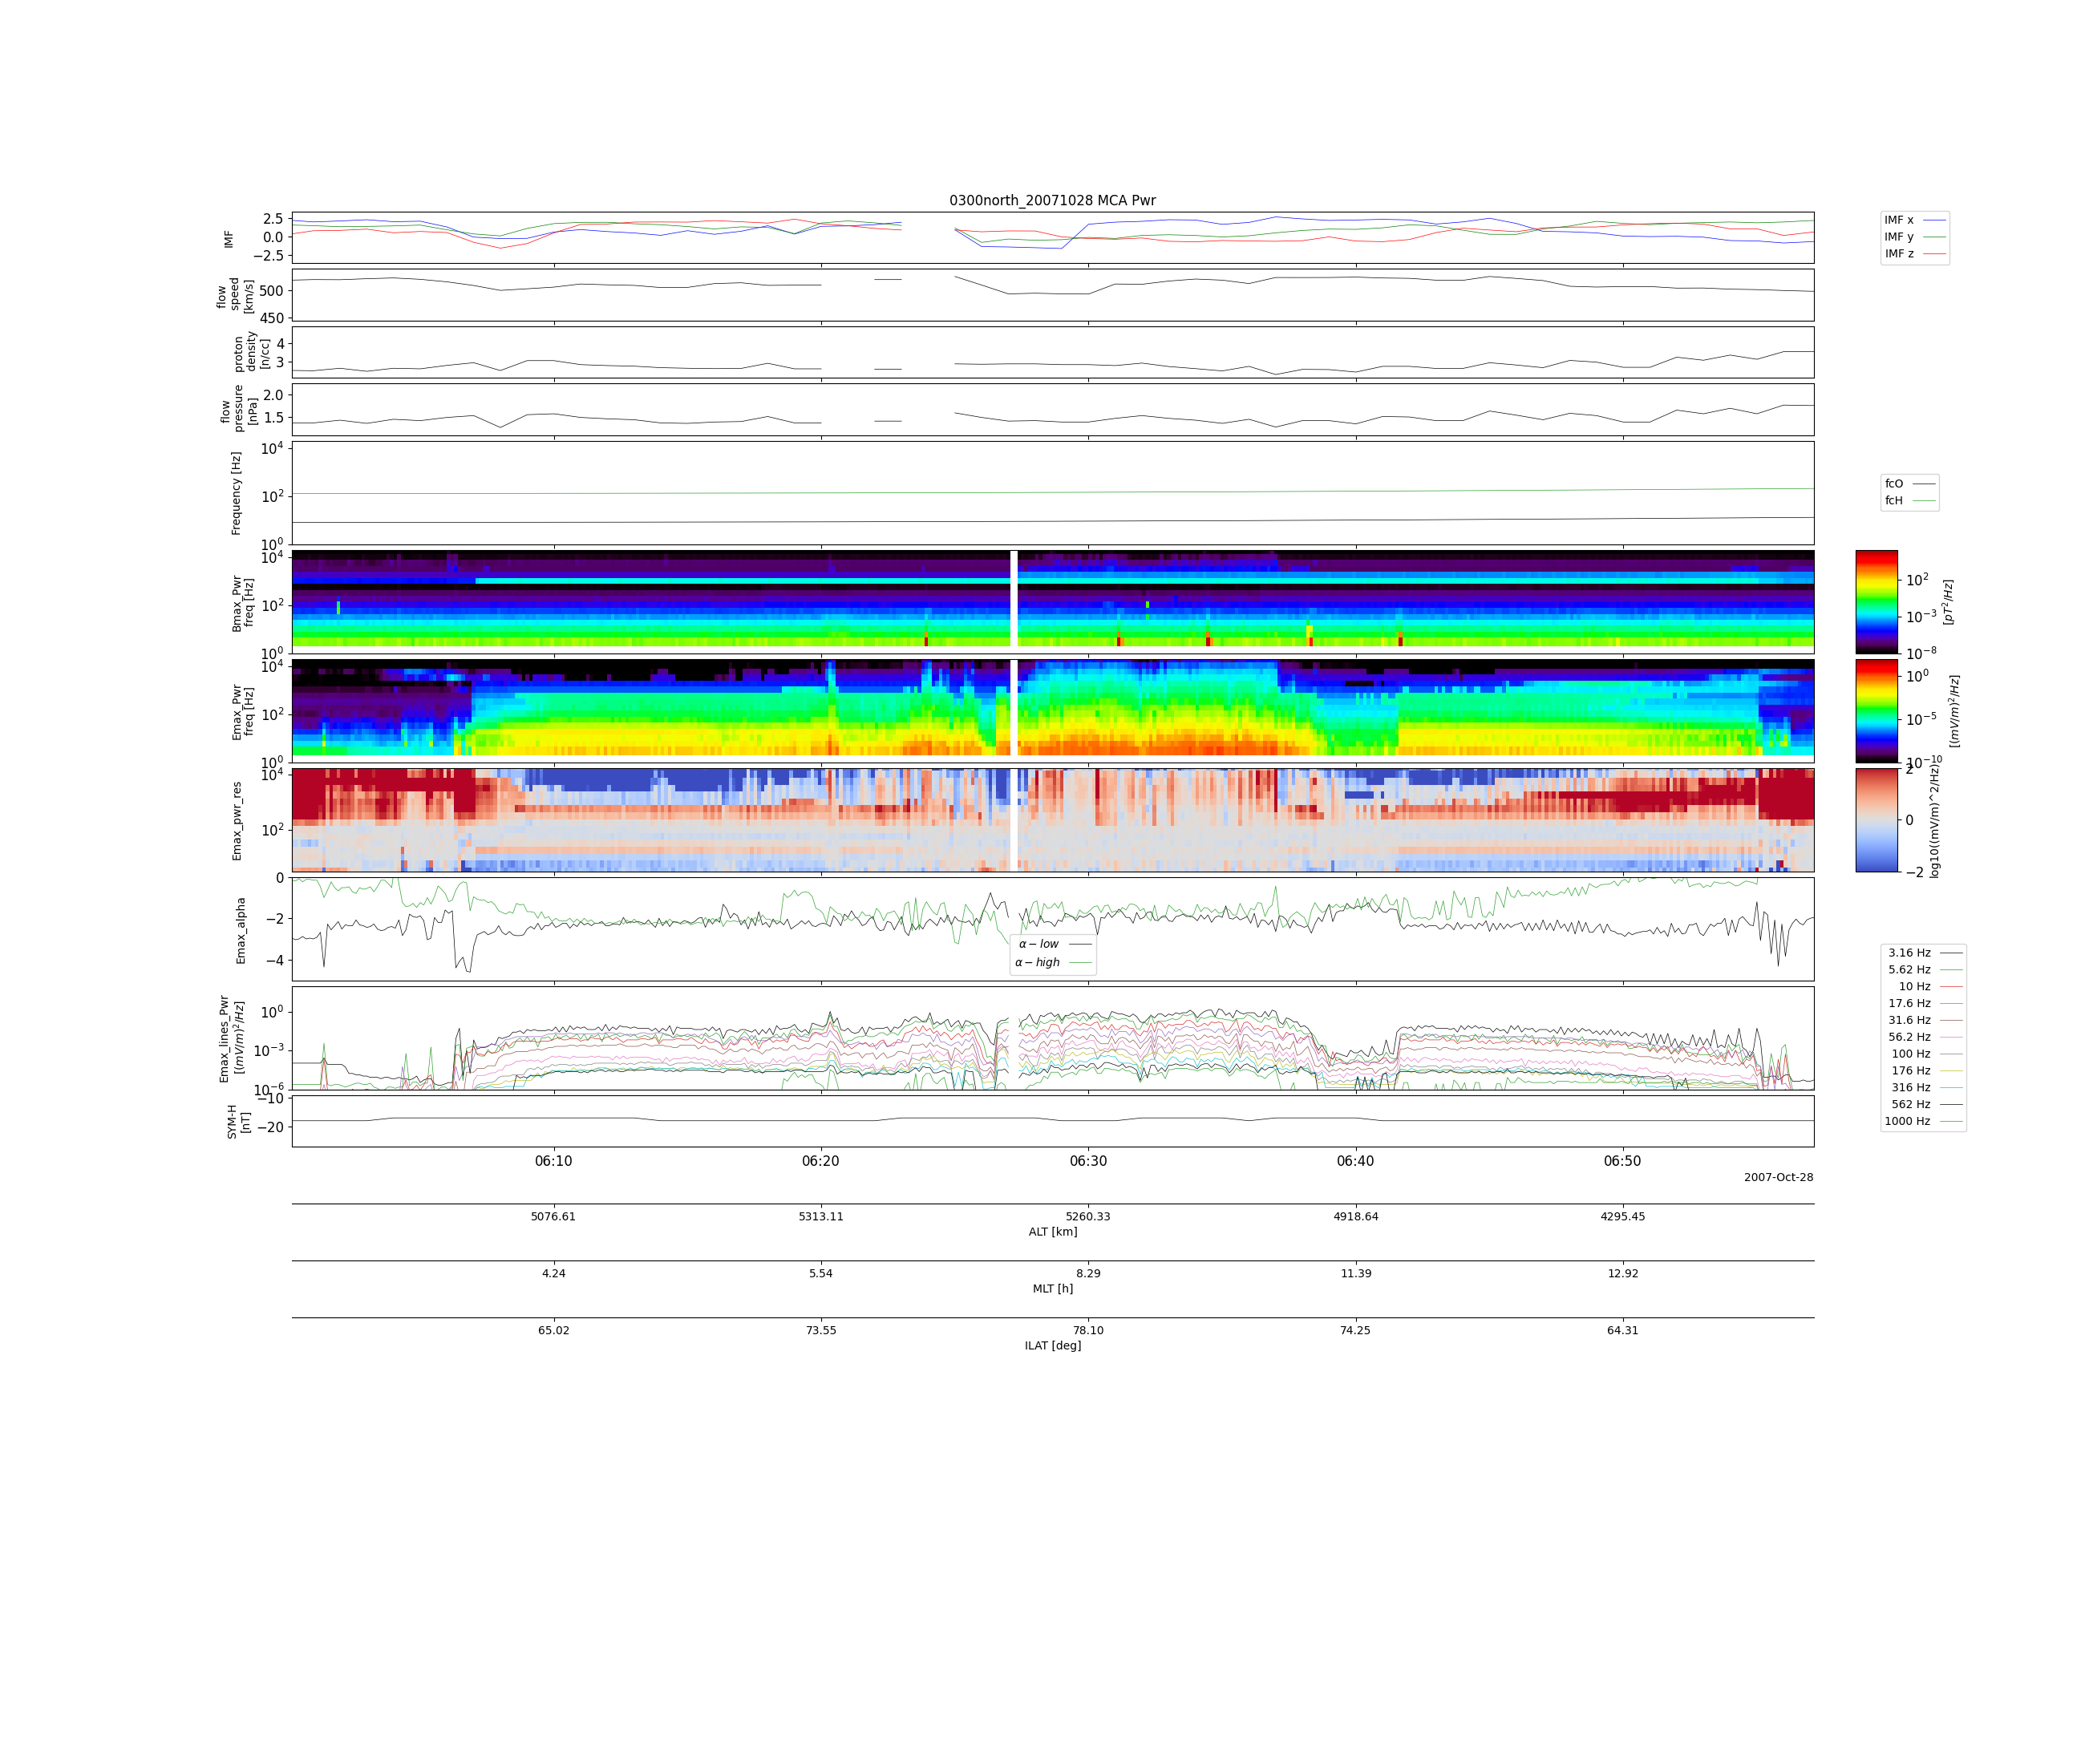 0300north_20071028 MCA Pwr
IMF
2.5
0.0
−2.5
IMF x
IMF y
IMF z
flow
speed
[km/s]
500
450
proton
density
[n/cc]
4
3
flow
pressure
[nPa]
2.0
1.5
Frequency [Hz]
10^4
10^2
10^0
fcO
fcH
Bmax_Pwr
freq [Hz]
10^4
10^2
10^0
10^2
10^-3
10^-8
[pT^2/Hz]
Emax_Pwr
freq [Hz]
10^4
10^2
10^0
10^0
10^-5
10^-10
[(mV/m)^2/Hz]
Emax_pwr_res
10^4
10^2
2
0
−2
log10((mV/m)^2/Hz)
Emax_alpha
0
−2
−4
α − low
α − high
Emax_lines_Pwr
[(mV/m)^2/Hz]
10^0
10^-3
10^-6
3.16 Hz
5.62 Hz
10 Hz
17.6 Hz
31.6 Hz
56.2 Hz
100 Hz
176 Hz
316 Hz
562 Hz
1000 Hz
SYM-H
[nT]
−10
−20
06:10 06:20 06:30 06:40 06:50
2007-Oct-28
5076.61 5313.11 5260.33 4918.64 4295.45
ALT [km]
4.24 5.54 8.29 11.39 12.92
MLT [h]
65.02 73.55 78.10 74.25 64.31
ILAT [deg]